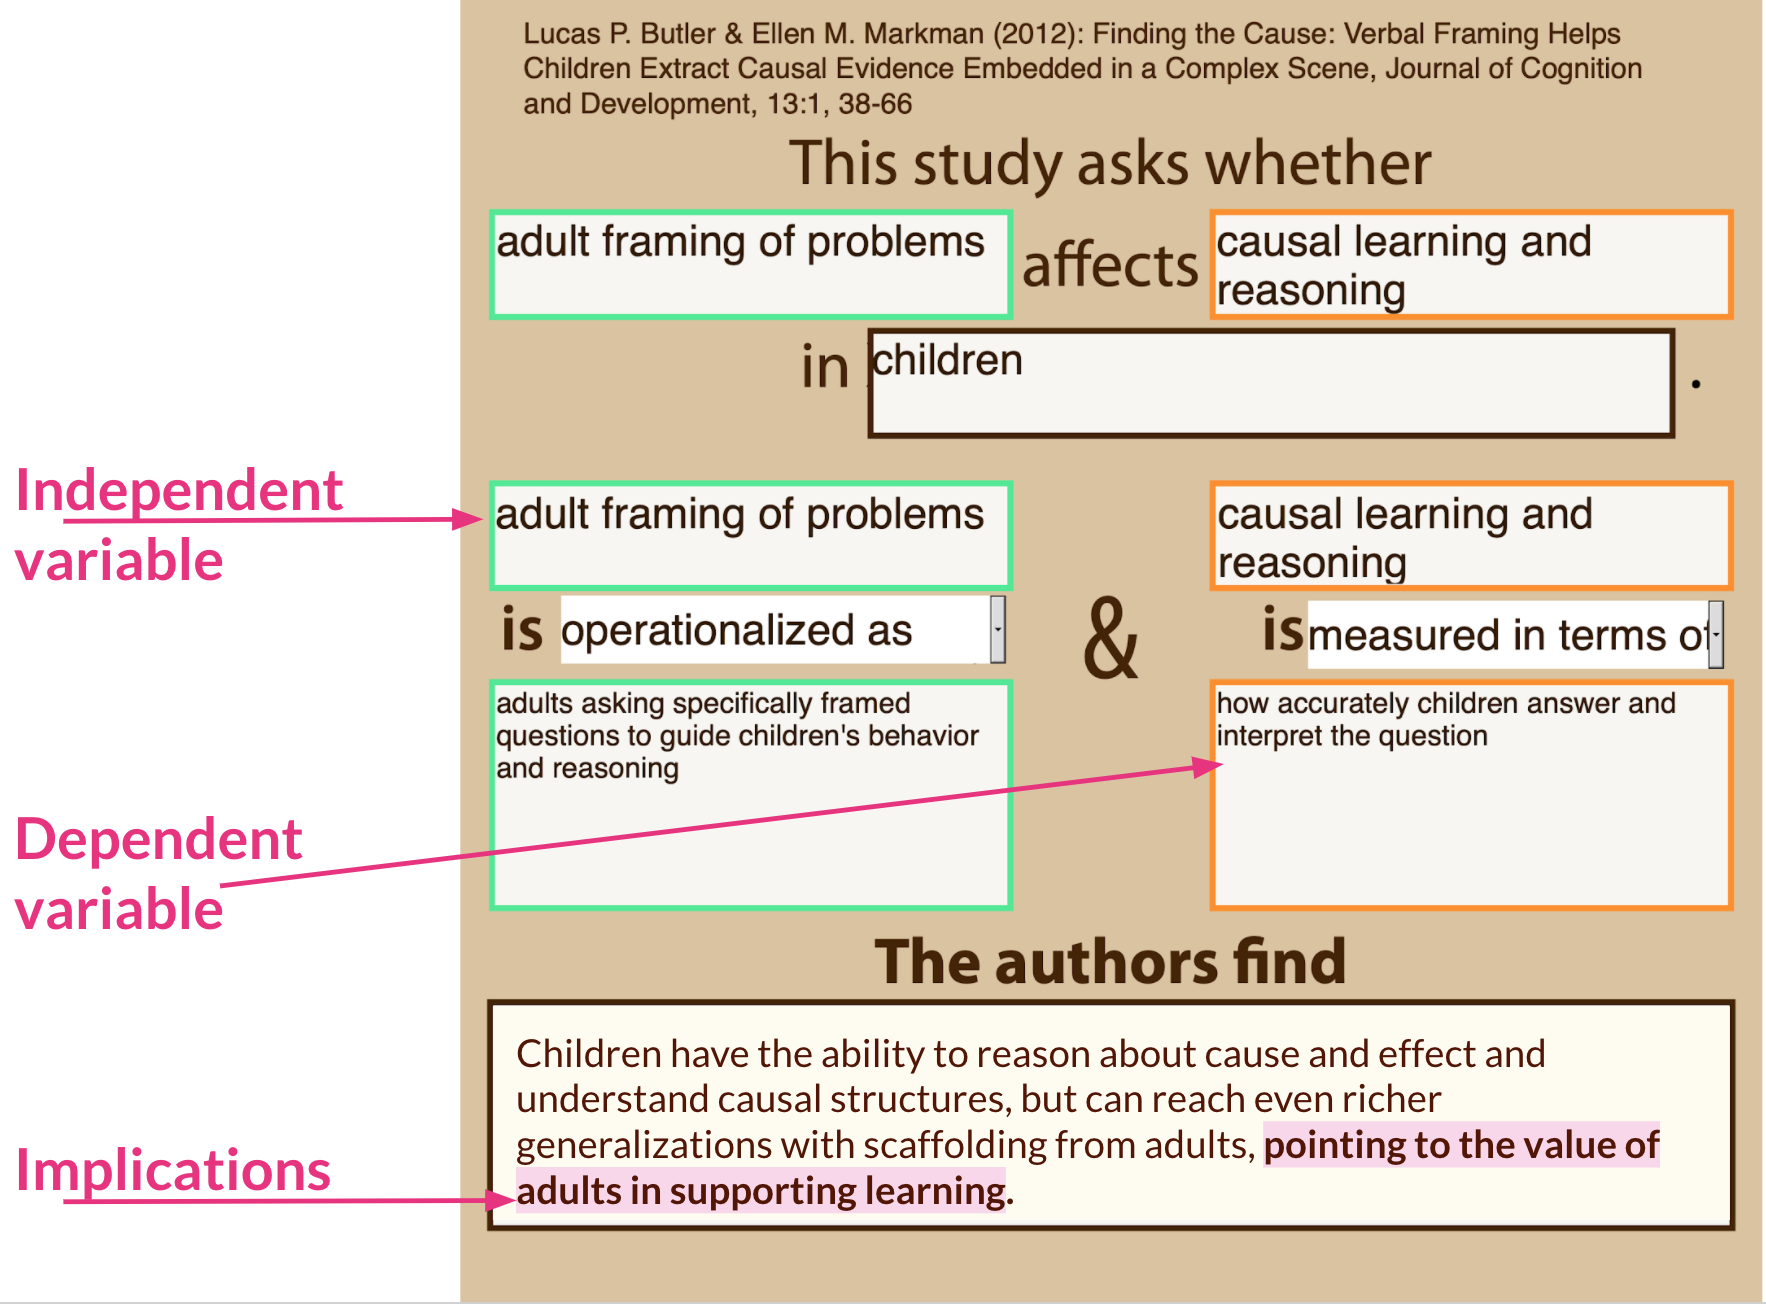 Lucas P. Butler & Ellen M. Markman (2012): Finding the Cause: Verbal Framing Helps
Children Extract Causal Evidence Embedded in a Complex Scene, Journal of Cognition
and Development, 13:1, 38-66
This study asks whether
adult framing of problems
affects
causal learning and
reasoning
in
children
.
Independent
variable
adult framing of problems
causal learning and
reasoning
is
operationalized as
&
is
measured in terms of
adults asking specifically framed
questions to guide children's behavior
and reasoning
how accurately children answer and
interpret the question
Dependent
variable
The authors find
Children have the ability to reason about cause and effect and
understand causal structures, but can reach even richer
generalizations with scaffolding from adults, pointing to the value of
adults in supporting learning.
Implications